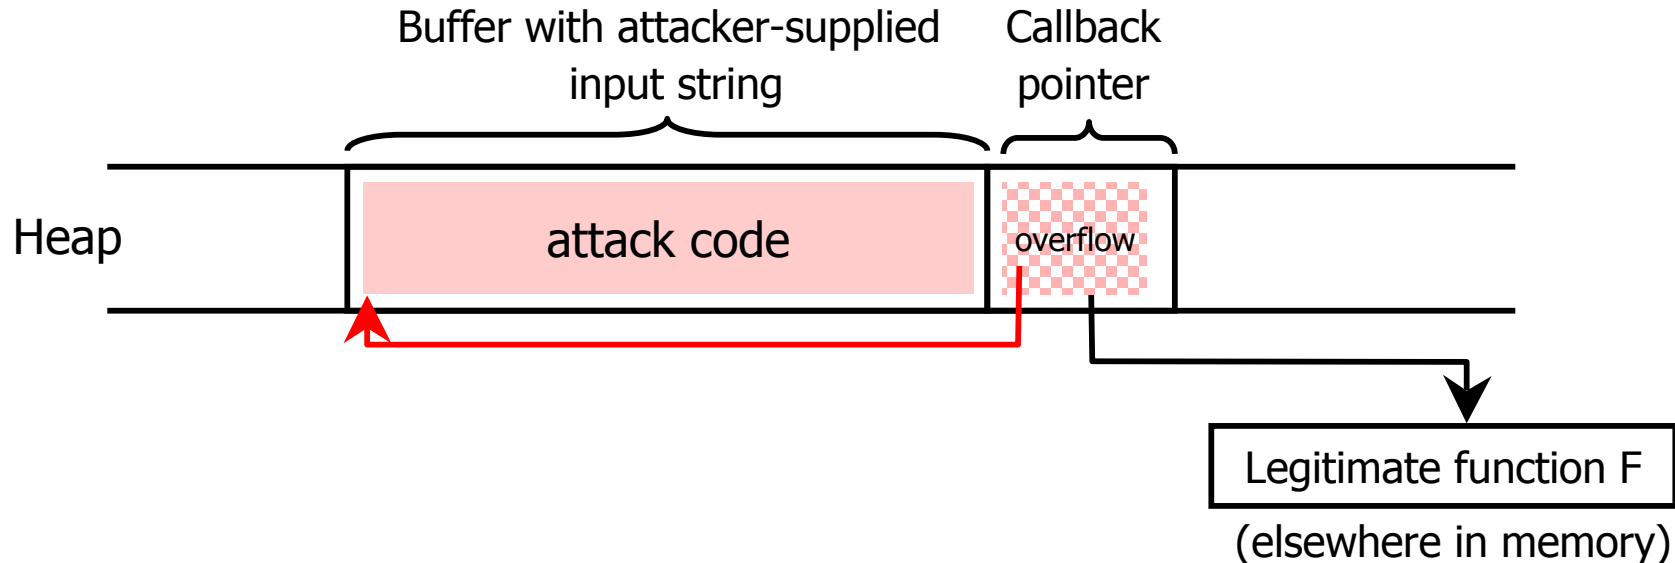 Buffer with attacker-supplied
input string
Callback
pointer
Heap
attack code
overflow
Legitimate function F
(elsewhere in memory)